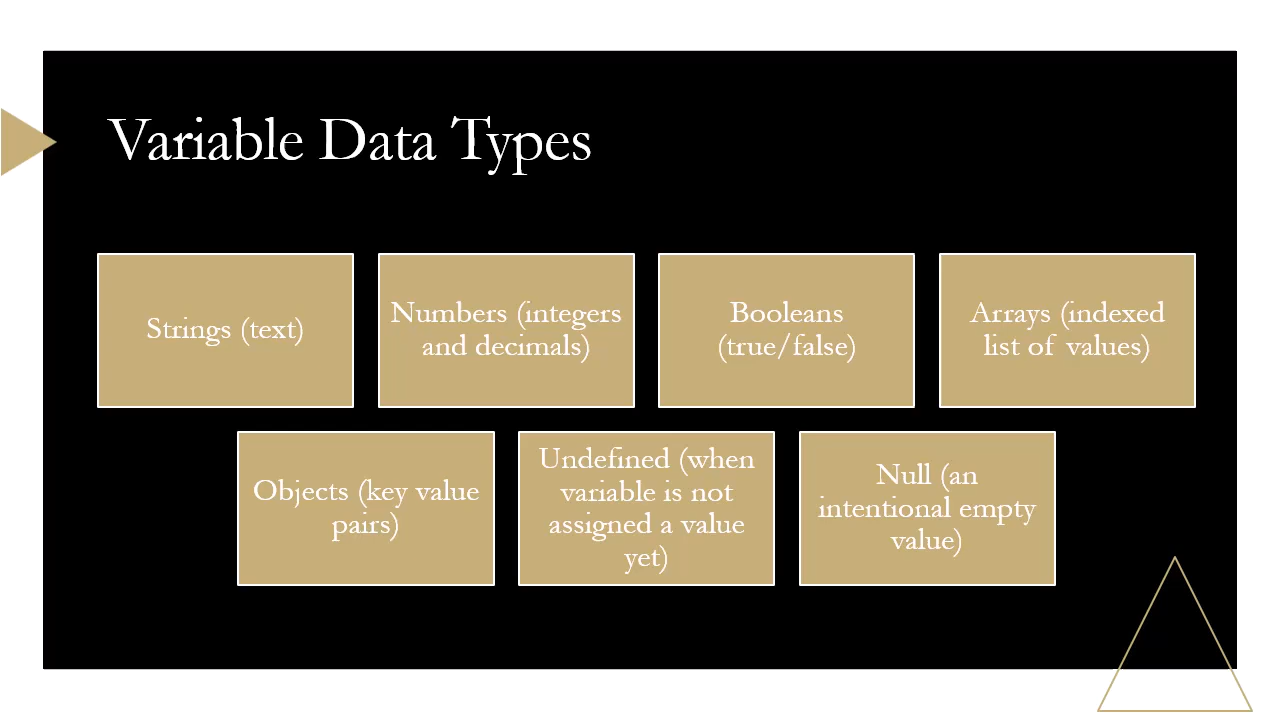 Variable Data Types
Strings (text)
Numbers (integers
and decimals)
Booleans
(true/false)
Arrays (indexed
list of values)
Objects (key value
pairs)
Undefined (when
variable is not
assigned a value
yet)
Null (an
intentional empty
value)